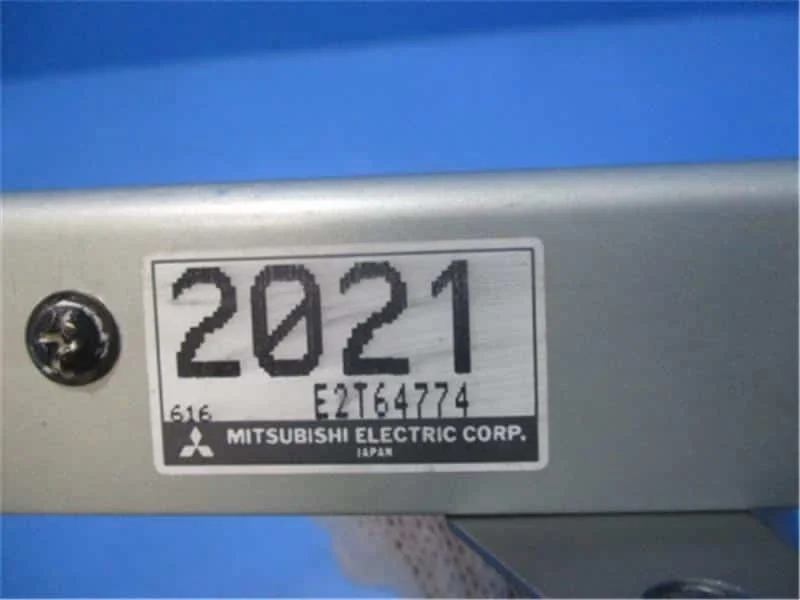 2021
E2T64774
616
MITSUBISHI ELECTRIC CORP.
JAPAN